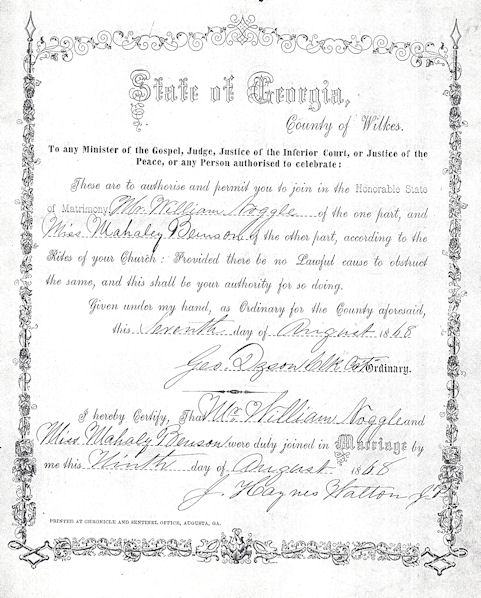 State of Georgia,
County of Wilkes.
To any Minister of the Gospel, Judge, Justice of the Inferior Court, or Justice of the
Peace, or any Person authorised to celebrate:
These are to authorise and permit you to join in the Honorable State
of Matrimony Mr. William Noggle of the one part, and
Miss Mahaly Benson of the other part, according to the
Rites of your Church: Provided there be no Lawful cause to obstruct
the same, and this shall be your authority for so doing.
Given under my hand, as Ordinary for the County aforesaid,
this Seventh day of August 1868
Geo. Dyson Clk Ordinary.
I hereby Certify, That Mr. William Noggle and
Miss Mahaly Benson were duly joined in Marriage by
me this Ninth day of August 1868
J. Haynes Walton J.P.
PRINTED AT CHRONICLE AND SENTINEL OFFICE, AUGUSTA, GA.